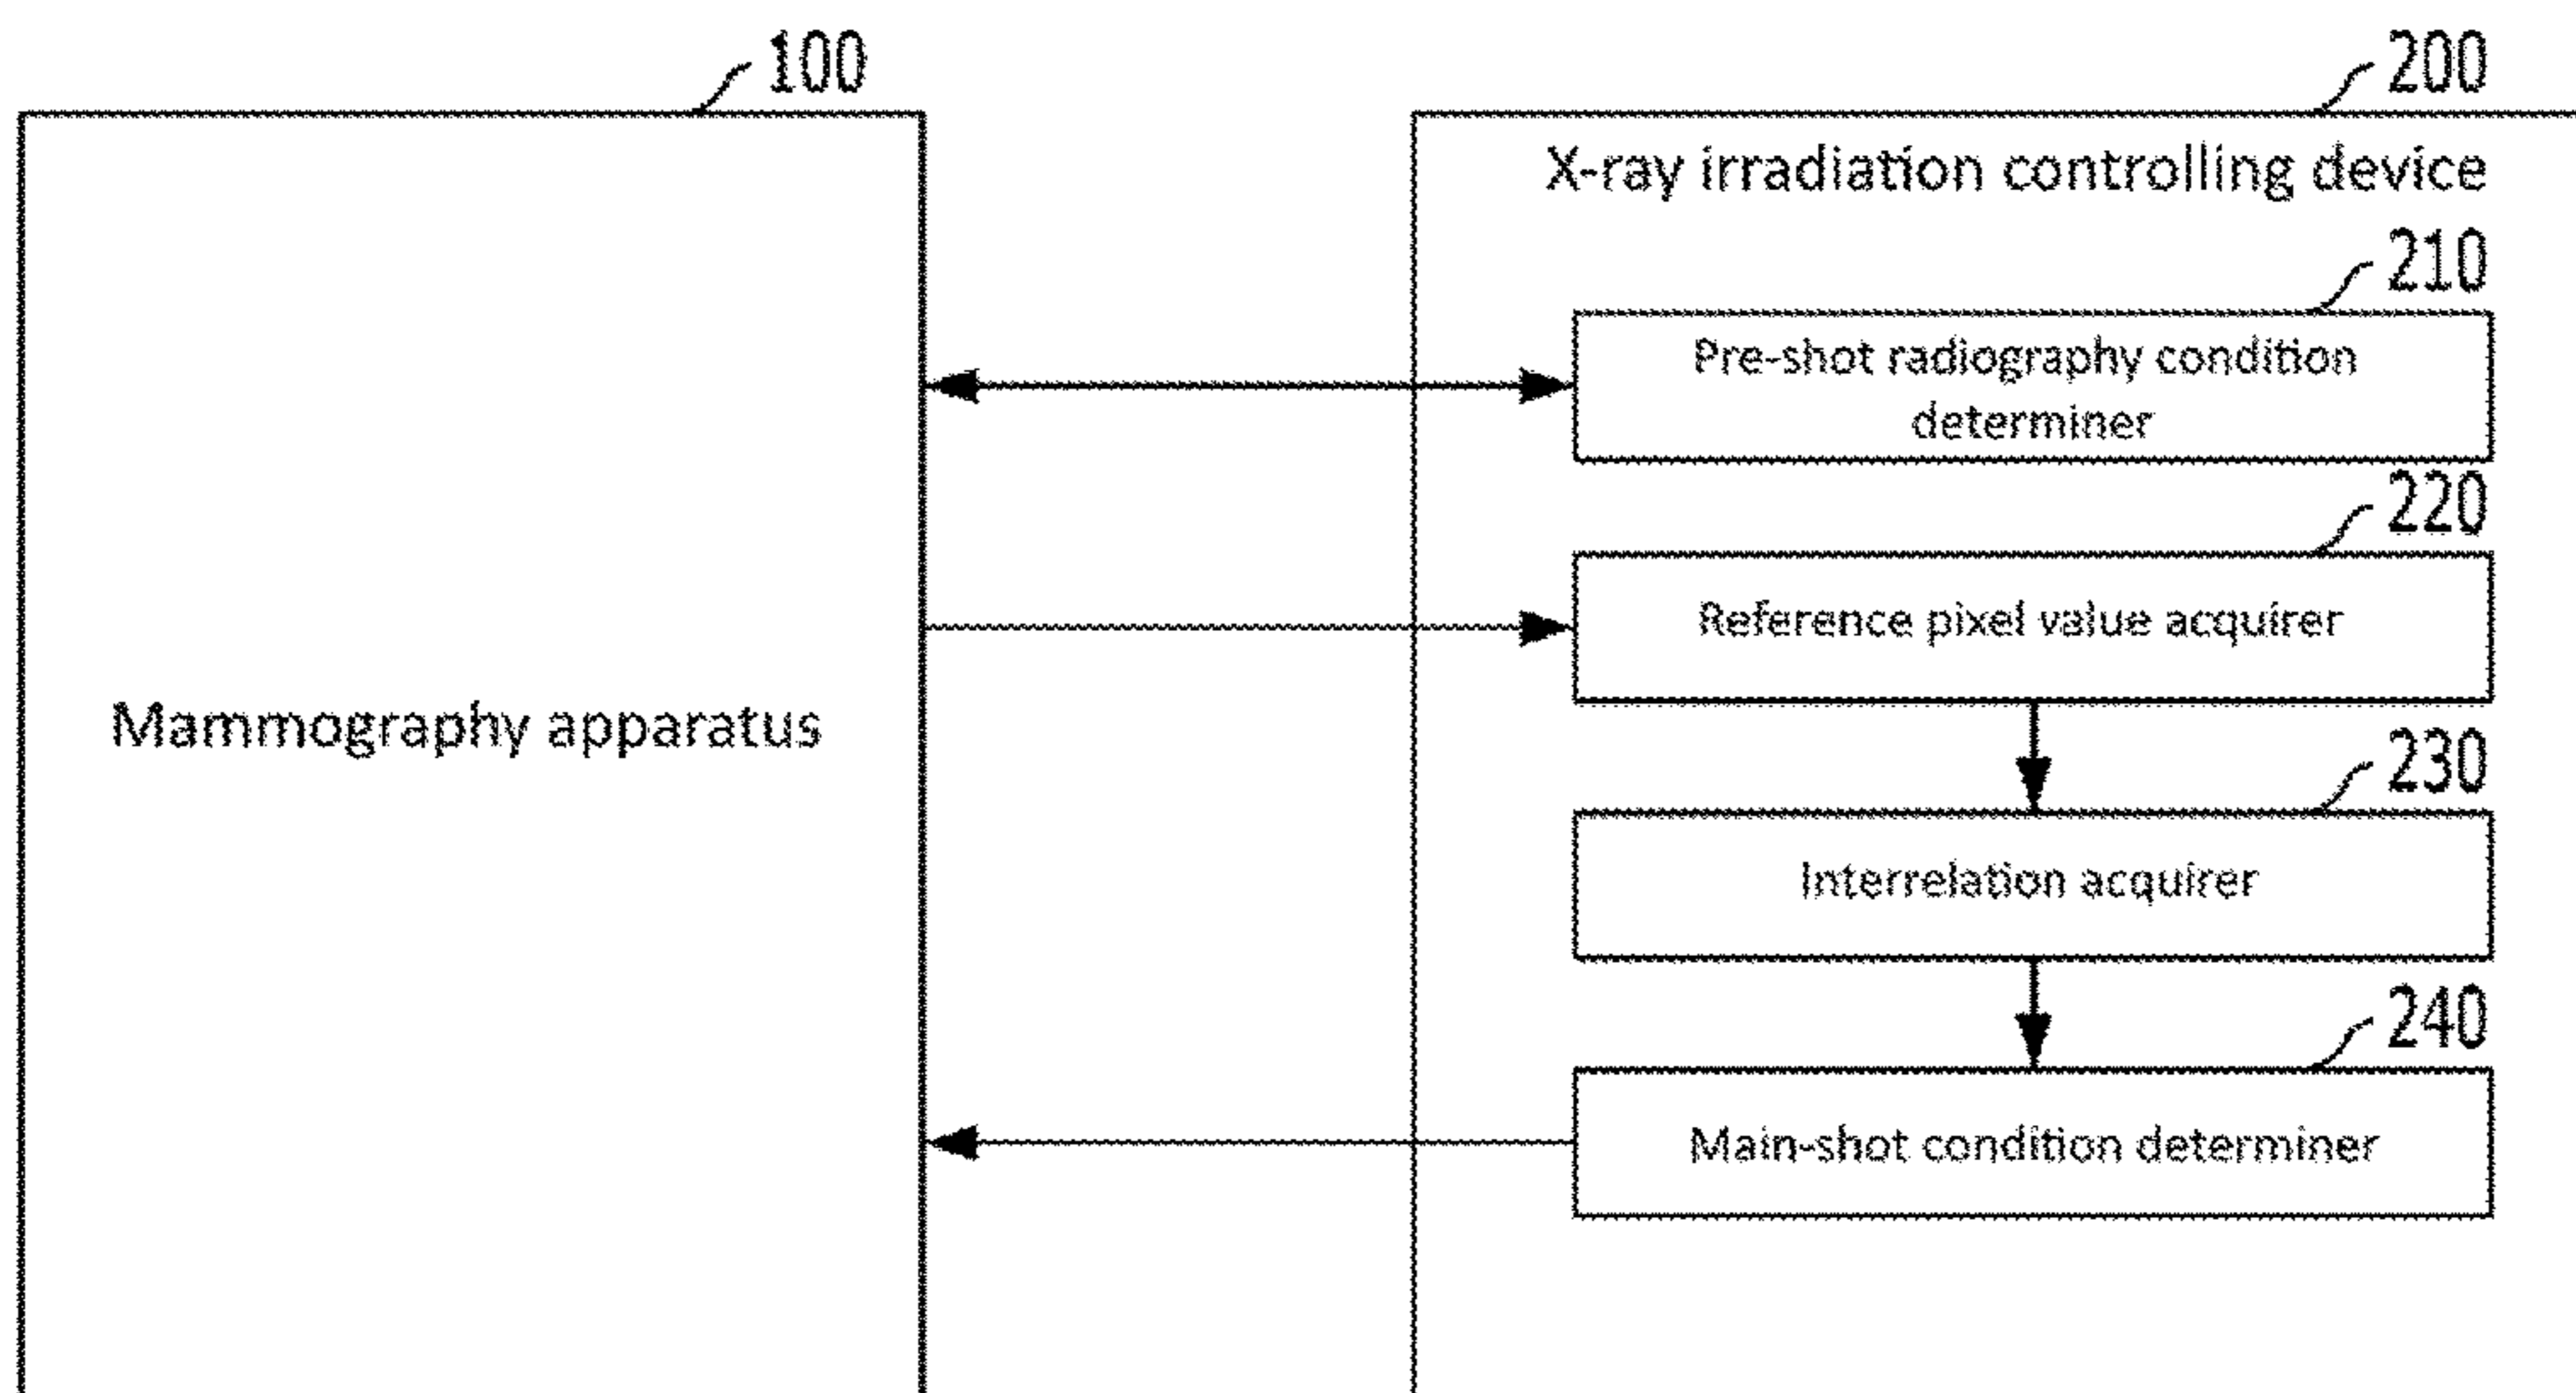 100
200
X-ray irradiation controlling device
210
Pre-shot radiography condition
determiner
220
Reference pixel value acquirer
Mammography apparatus
230
Interrelation acquirer
240
Main-shot condition determiner